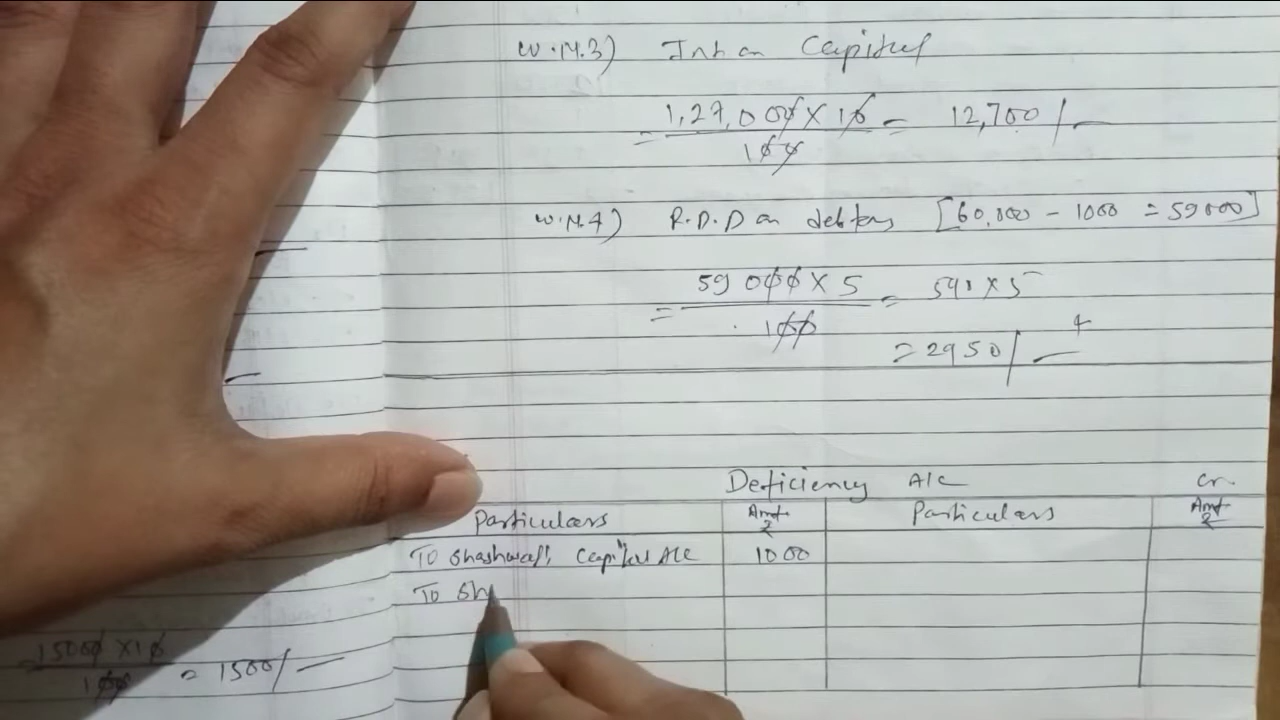 W.N.3) Int on Capital
= 1,27,000 X 10 / 100 = 12,700/-
W.N.4) R.D.D on debtors [60,000 - 1000 = 59000]
= 59000 X 5 / 100 = 590 X 5
= 2950/-
Deficiency A/c
Cr.
Particulars Amt ₹ Particulars Amt ₹
To Shashwat's Capital A/c 1000
To Sh
= 15000 X 10 / 100 = 1500/-